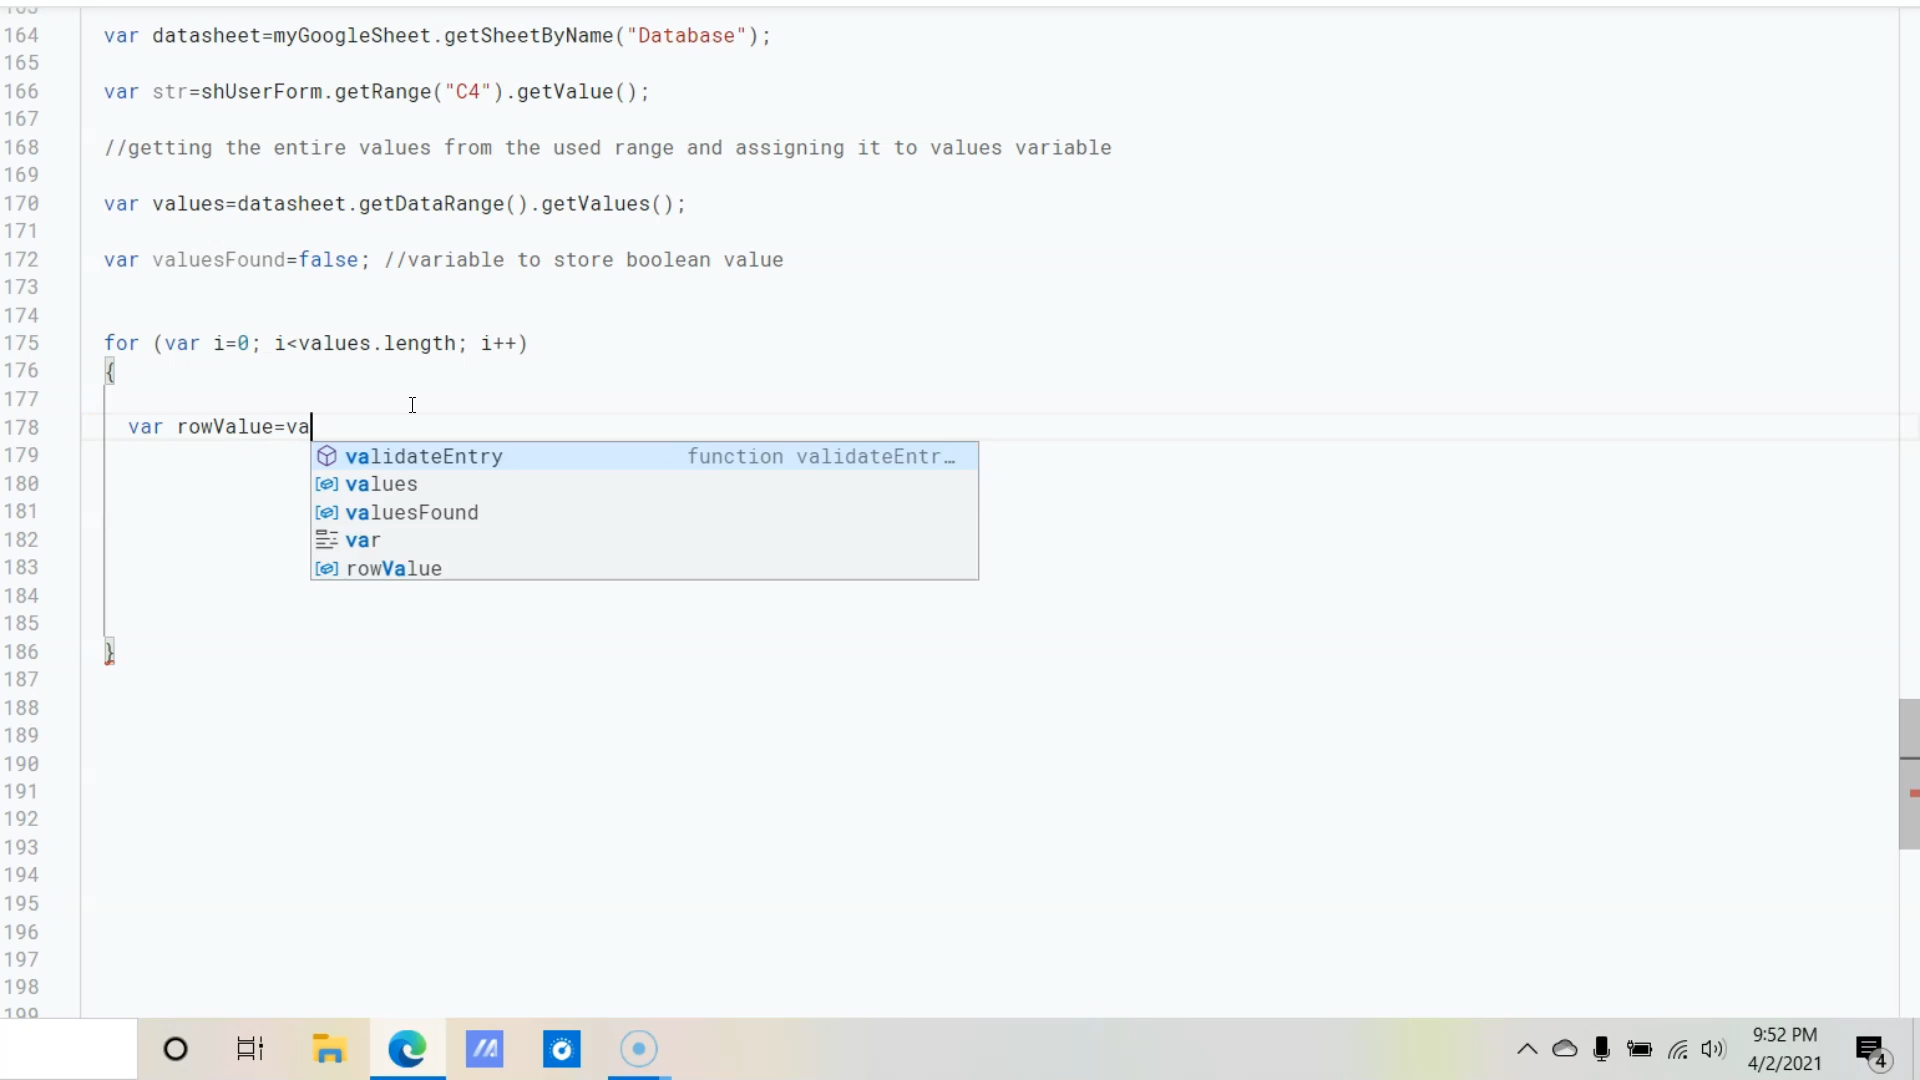 164 var datasheet=myGoogleSheet.getSheetByName("Database");
165
166 var str=shUserForm.getRange("C4").getValue();
167
168 //getting the entire values from the used range and assigning it to values variable
169
170 var values=datasheet.getDataRange().getValues();
171
172 var valuesFound=false; //variable to store boolean value
173
174
175 for (var i=0; i<values.length; i++)
176 {
177
178 var rowValue=va
179 validateEntry function validateEntr…
180 values
181 valuesFound
182 var
183 rowValue
184
185
186 }
187
188
189
190
191
192
193
194
195
196
197
198
199
9:52 PM
4/2/2021
4